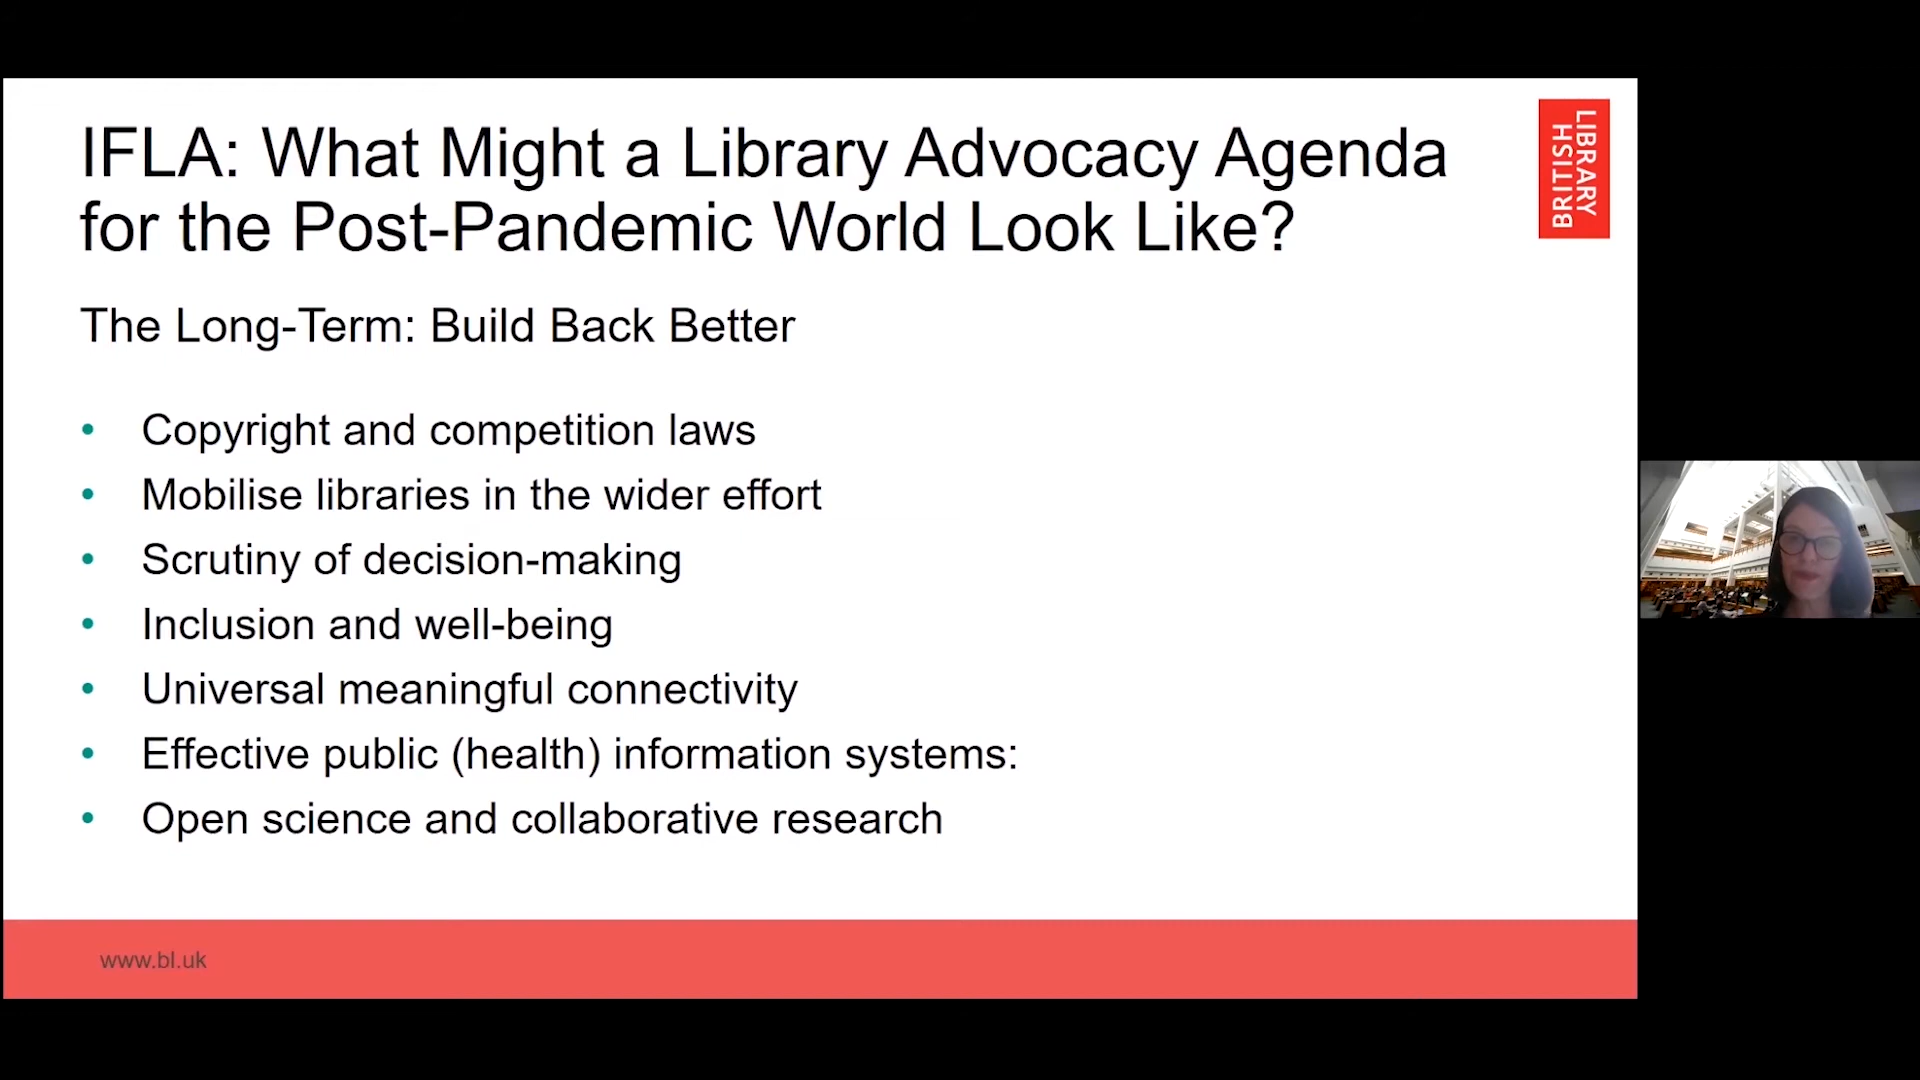 IFLA: What Might a Library Advocacy Agenda
for the Post-Pandemic World Look Like?
BRITISH
LIBRARY
The Long-Term: Build Back Better
• Copyright and competition laws
• Mobilise libraries in the wider effort
• Scrutiny of decision-making
• Inclusion and well-being
• Universal meaningful connectivity
• Effective public (health) information systems:
• Open science and collaborative research
www.bl.uk